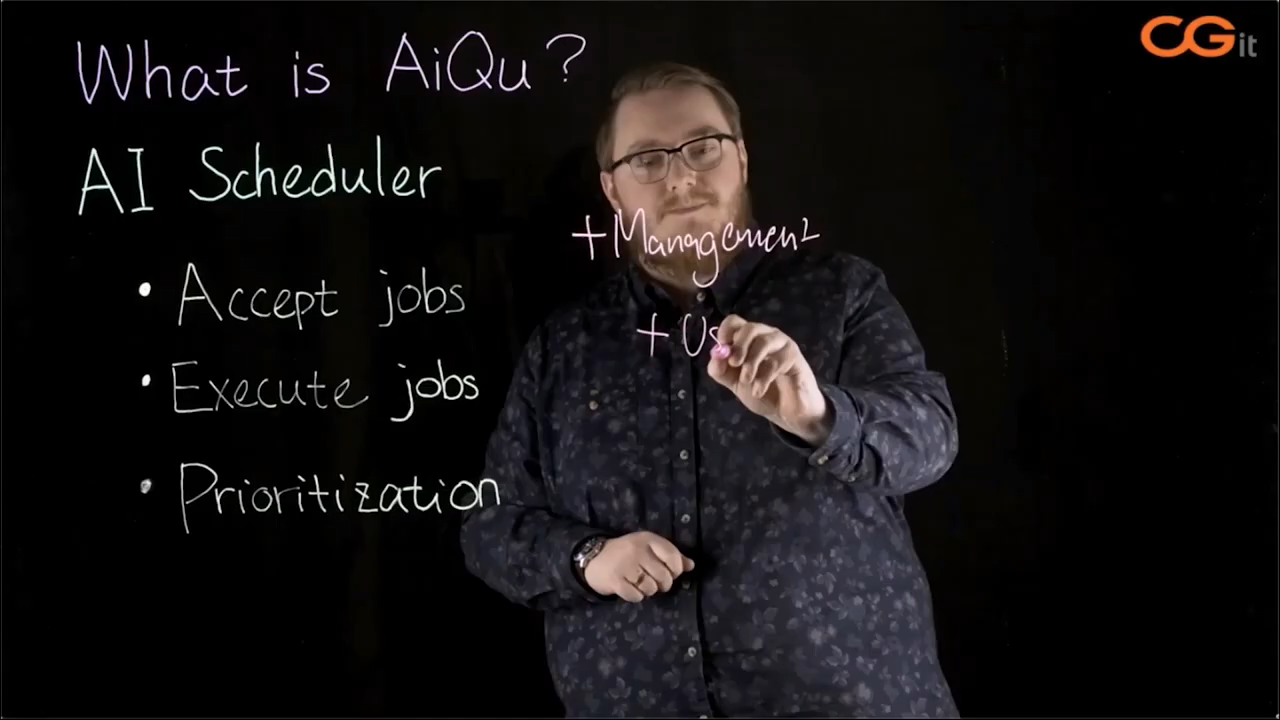 What is AiQu?
CGit
AI Scheduler
+ Management
• Accept jobs
+ Us
• Execute jobs
• Prioritization